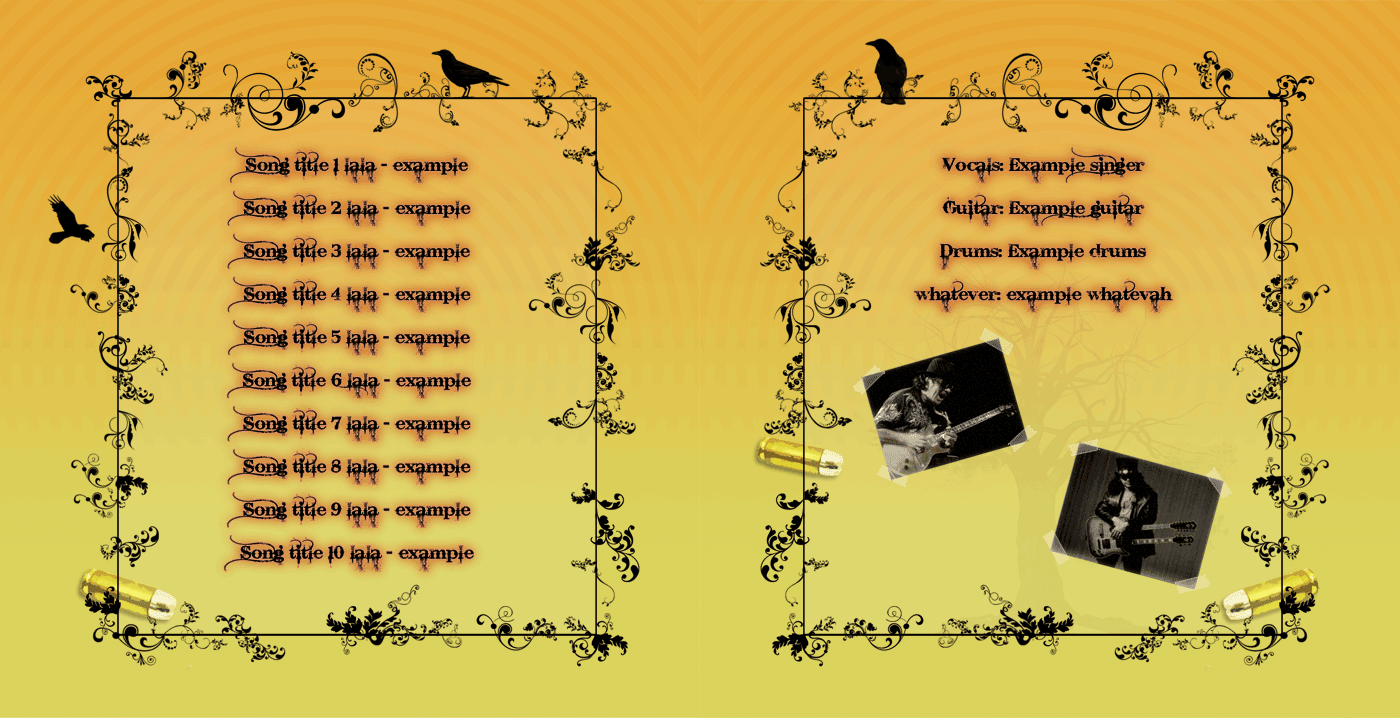 Song title 1 lala - example
Song title 2 lala - example
Song title 3 lala - example
Song title 4 lala - example
Song title 5 lala - example
Song title 6 lala - example
Song title 7 lala - example
Song title 8 lala - example
Song title 9 lala - example
Song title 10 lala - example
Vocals: Example singer
Guitar: Example guitar
Drums: Example drums
whatever: example whatevah